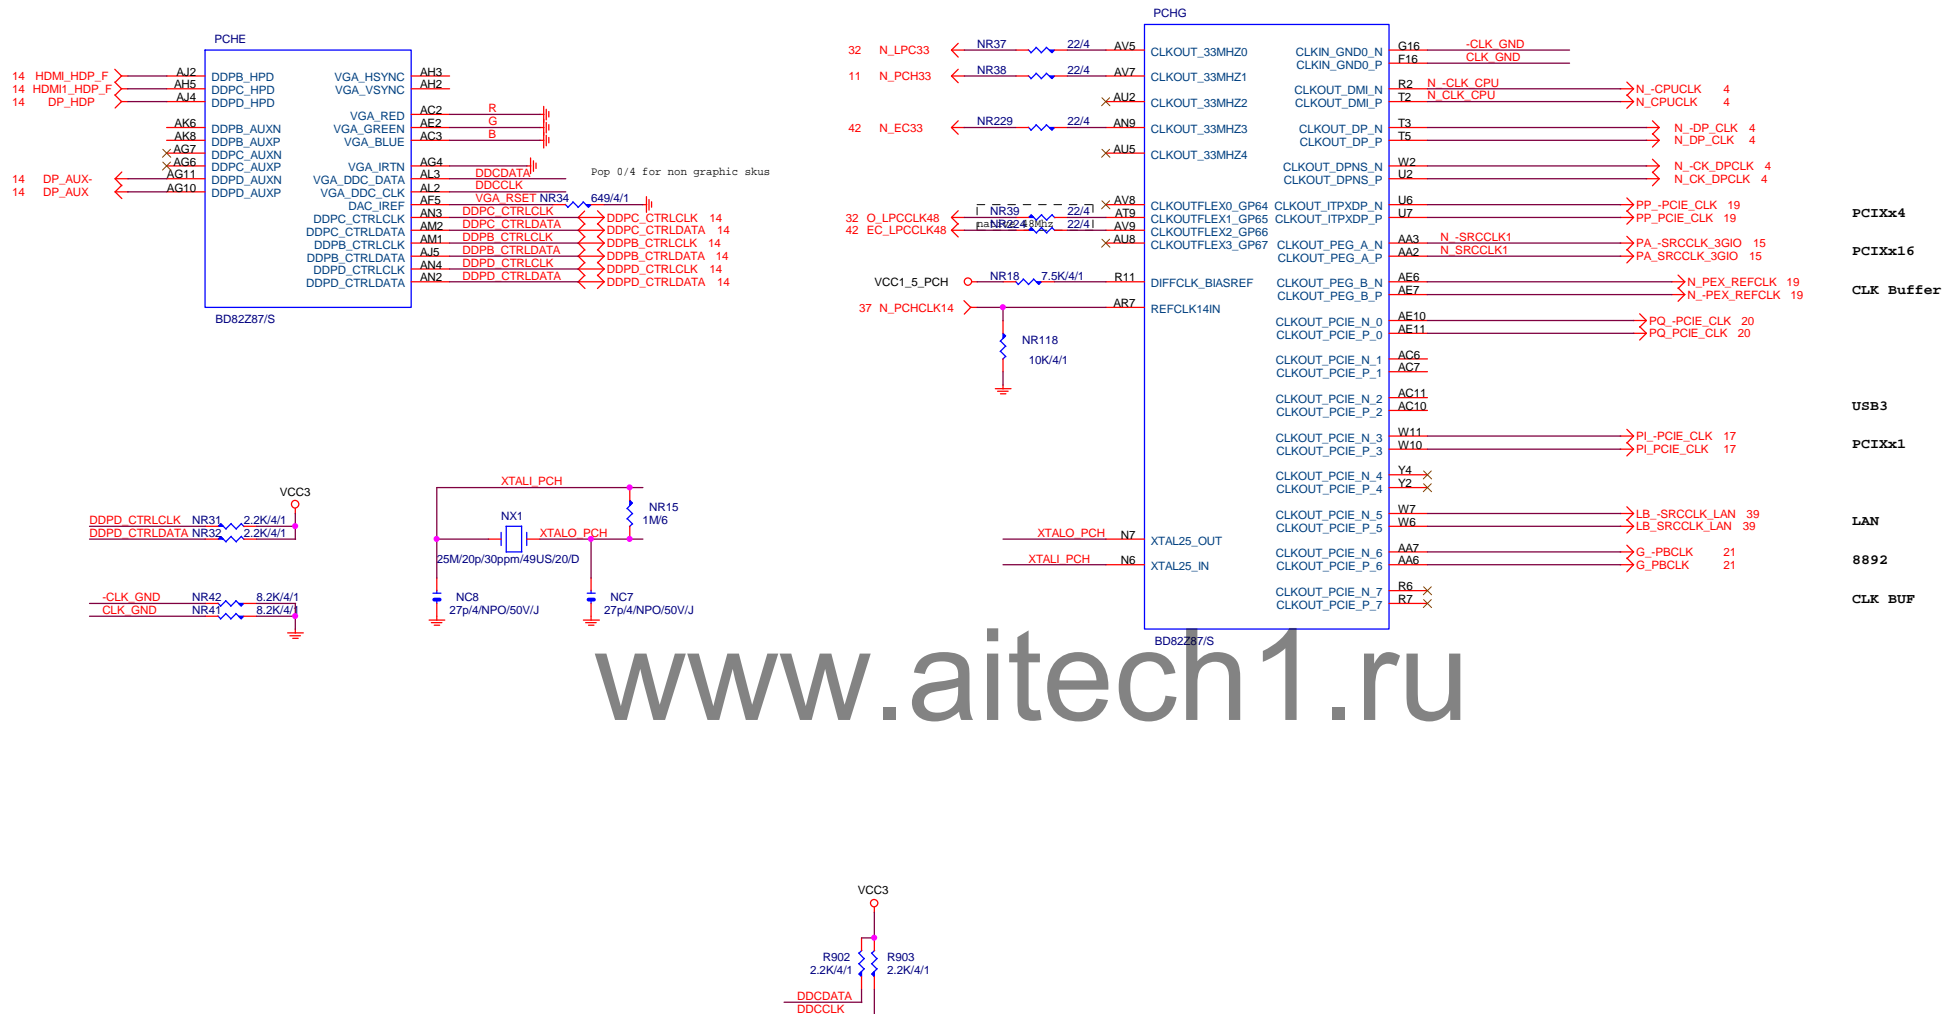 PCHE
14 HDMI_HDP_F AJ2 DDPB_HPD VGA_HSYNC AH3
14 HDMI1_HDP_F AH5 DDPC_HPD VGA_VSYNC AH2
14 DP_HDP AJ4 DDPD_HPD
VGA_RED AC2 R
AK6 DDPB_AUXN VGA_GREEN AE2 G
AK8 DDPB_AUXP VGA_BLUE AC3 B
AG7 DDPC_AUXN
AG6 DDPC_AUXP VGA_IRTN AG4
14 DP_AUX- AG11 DDPD_AUXN VGA_DDC_DATA AL3 DDCDATA
14 DP_AUX AG10 DDPD_AUXP VGA_DDC_CLK AL2 DDCCLK
Pop 0/4 for non graphic skus
DAC_IREF AF5 VGA_RSET NR34 649/4/1
DDPC_CTRLCLK AN3 DDPC_CTRLCLK DDPC_CTRLCLK 14
DDPC_CTRLDATA AM2 DDPC_CTRLDATA DDPC_CTRLDATA 14
DDPB_CTRLCLK AM1 DDPB_CTRLCLK DDPB_CTRLCLK 14
DDPB_CTRLDATA AJ5 DDPB_CTRLDATA DDPB_CTRLDATA 14
DDPD_CTRLCLK AN4 DDPD_CTRLCLK DDPD_CTRLCLK 14
DDPD_CTRLDATA AN2 DDPD_CTRLDATA DDPD_CTRLDATA 14
BD82Z87/S
PCHG
32 N_LPC33 NR37 22/4 AV5 CLKOUT_33MHZ0 CLKIN_GND0_N G16 -CLK_GND
CLKIN_GND0_P F16 CLK_GND
11 N_PCH33 NR38 22/4 AV7 CLKOUT_33MHZ1
CLKOUT_DMI_N R2 N_-CLK_CPU N_-CPUCLK 4
AU2 CLKOUT_33MHZ2 CLKOUT_DMI_P T2 N_CLK_CPU N_CPUCLK 4
42 N_EC33 NR229 22/4 AN9 CLKOUT_33MHZ3 CLKOUT_DP_N T3 N_-DP_CLK 4
CLKOUT_DP_P T5 N_DP_CLK 4
AU5 CLKOUT_33MHZ4
CLKOUT_DPNS_N W2 N_-CK_DPCLK 4
CLKOUT_DPNS_P U2 N_CK_DPCLK 4
AV8 CLKOUTFLEX0_GP64 CLKOUT_ITPXDP_N U6 PP_-PCIE_CLK 19
32 O_LPCCLK48 NR39 22/4 AT9 CLKOUTFLEX1_GP65 CLKOUT_ITPXDP_P U7 PP_PCIE_CLK 19 PCIXx4
42 EC_LPCCLK48 NR224 22/4 AV9 CLKOUTFLEX2_GP66
AU8 CLKOUTFLEX3_GP67 CLKOUT_PEG_A_N AA3 N_-SRCCLK1 PA_-SRCCLK_3GIO 15
CLKOUT_PEG_A_P AA2 N_SRCCLK1 PA_SRCCLK_3GIO 15 PCIXx16
VCC1_5_PCH NR18 7.5K/4/1 R11 DIFFCLK_BIASREF CLKOUT_PEG_B_N AE6 N_PEX_REFCLK 19
CLKOUT_PEG_B_P AE7 N_-PEX_REFCLK 19 CLK Buffer
37 N_PCHCLK14 AR7 REFCLK14IN
CLKOUT_PCIE_N_0 AE10 PQ_-PCIE_CLK 20
CLKOUT_PCIE_P_0 AE11 PQ_PCIE_CLK 20
NR118
10K/4/1
CLKOUT_PCIE_N_1 AC6
CLKOUT_PCIE_P_1 AC7
CLKOUT_PCIE_N_2 AC11
CLKOUT_PCIE_P_2 AC10 USB3
CLKOUT_PCIE_N_3 W11 PI_-PCIE_CLK 17
CLKOUT_PCIE_P_3 W10 PI_PCIE_CLK 17 PCIXx1
CLKOUT_PCIE_N_4 Y4
CLKOUT_PCIE_P_4 Y2
CLKOUT_PCIE_N_5 W7 LB_-SRCCLK_LAN 39
CLKOUT_PCIE_P_5 W6 LB_SRCCLK_LAN 39 LAN
XTALO_PCH N7 XTAL25_OUT
CLKOUT_PCIE_N_6 AA7 G_-PBCLK 21
XTALI_PCH N6 XTAL25_IN CLKOUT_PCIE_P_6 AA6 G_PBCLK 21 8892
CLKOUT_PCIE_N_7 R6
CLKOUT_PCIE_P_7 R7 CLK BUF
BD82Z87/S
VCC3
DDPD_CTRLCLK NR31 2.2K/4/1
DDPD_CTRLDATA NR32 2.2K/4/1
-CLK_GND NR42 8.2K/4/1
CLK_GND NR41 8.2K/4/1
XTALI_PCH
NR15
1M/6
NX1
XTALO_PCH
25M/20p/30ppm/49US/20/D
NC8
27p/4/NPO/50V/J
NC7
27p/4/NPO/50V/J
www.aitech1.ru
VCC3
R902 R903
2.2K/4/1 2.2K/4/1
DDCDATA
DDCCLK